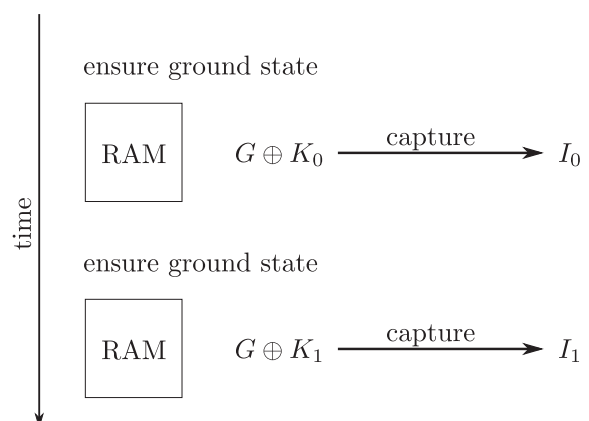 time
ensure ground state
RAM
G ⊕ K₀
capture
I₀
ensure ground state
RAM
G ⊕ K₁
capture
I₁